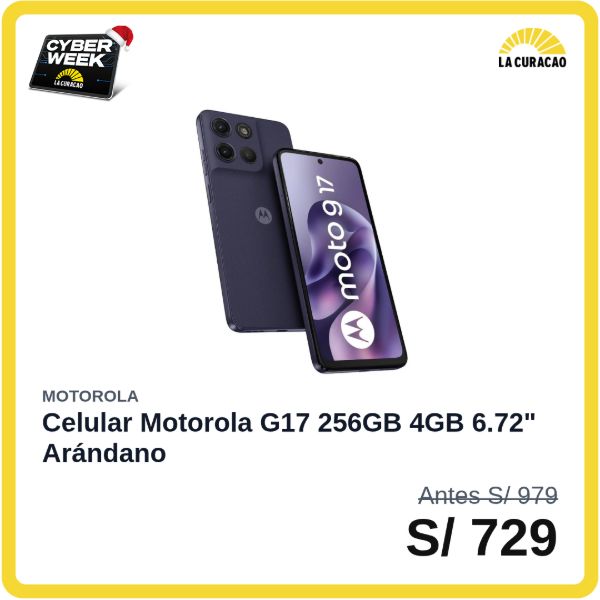 CYBER
WEEK
LA CURACAO
LA CURACAO
moto g17
MOTOROLA
Celular Motorola G17 256GB 4GB 6.72"
Arándano
Antes S/ 979
S/ 729